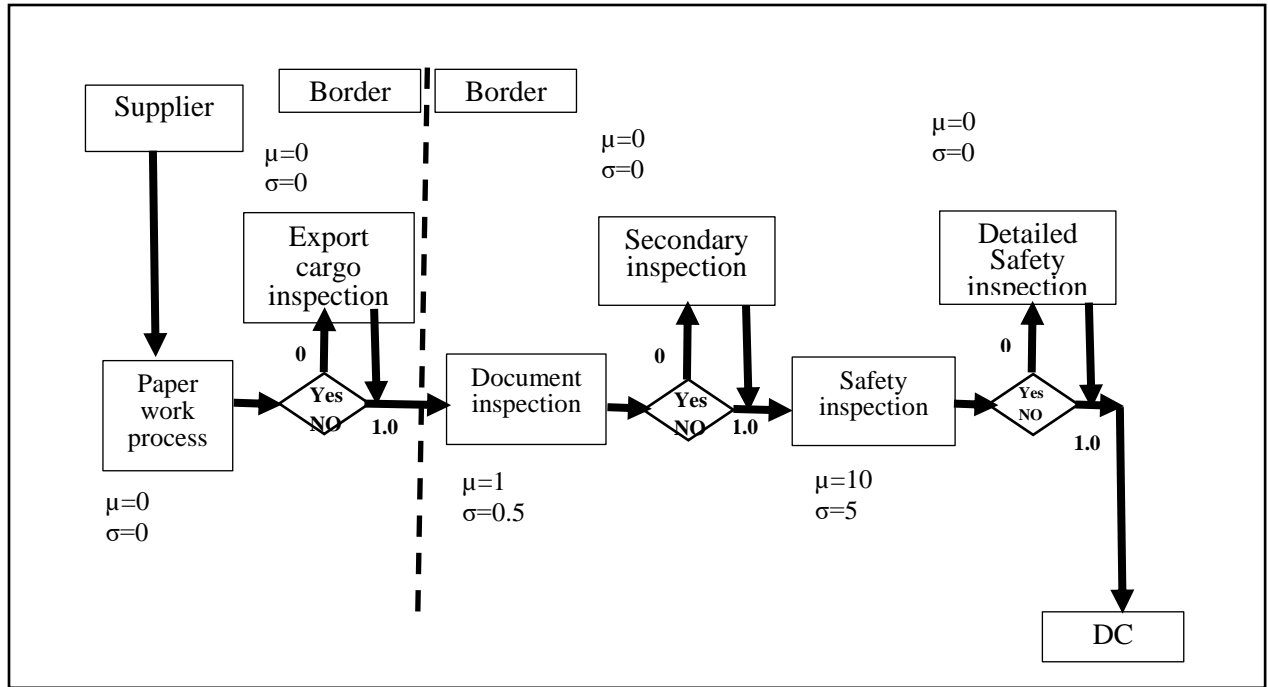 Supplier
Border
Border
µ=0
σ=0
µ=0
σ=0
µ=0
σ=0
Export
cargo
inspection
Secondary
inspection
Detailed
Safety
inspection
0
0
0
Paper
work
process
Yes
NO
1.0
Document
inspection
Yes
NO
1.0
Safety
inspection
Yes
NO
1.0
µ=0
σ=0
µ=1
σ=0.5
µ=10
σ=5
DC